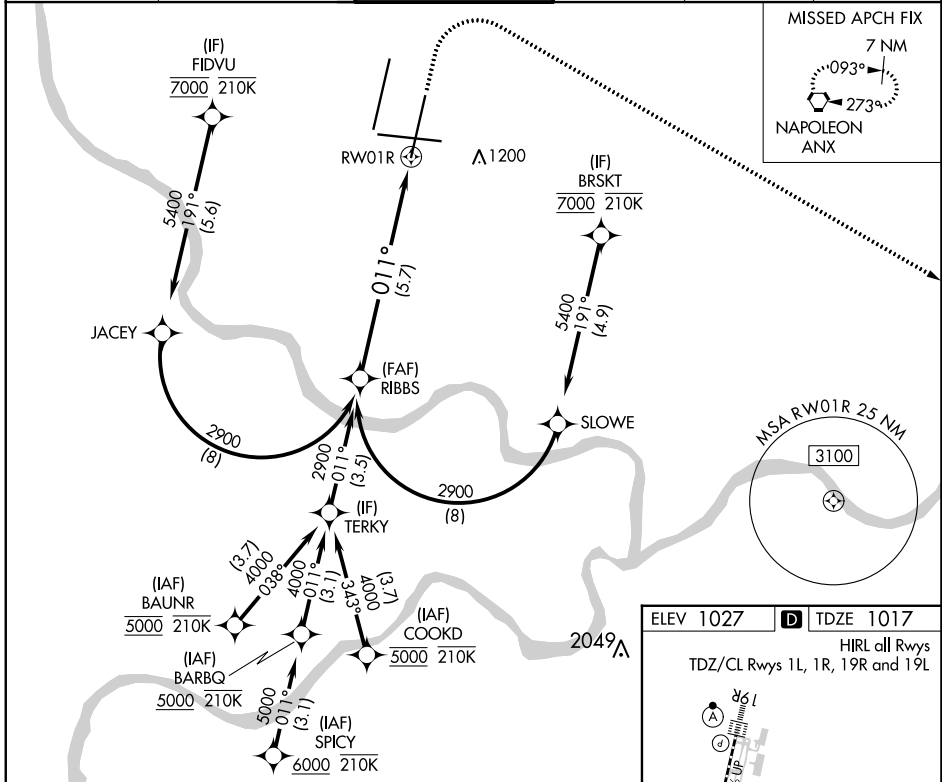 MISSED APCH FIX
7 NM
093°
273°
NAPOLEON
ANX
(IF)
FIDVU
7000 210K
5400
191°
(5.6)
RW01R
1200
(IF)
BRSKT
7000 210K
5400
191°
(4.9)
011°
(5.7)
JACEY
(FAF)
RIBBS
SLOWE
2900
(8)
2900
011°
(3.5)
2900
(8)
MSA RW01R 25 NM
3100
(IF)
TERKY
(3.7)
4000
038°
4000
011°
(3.1)
(3.7)
4000
343°
(IAF)
BAUNR
5000 210K
(IAF)
BARBQ
5000 210K
(IAF)
COOKD
5000 210K
5000
011°
(3.1)
(IAF)
SPICY
6000 210K
2049
ELEV 1027 D TDZE 1017
HIRL all Rwys
TDZ/CL Rwys 1L, 1R, 19R and 19L
19R
A
P
UP